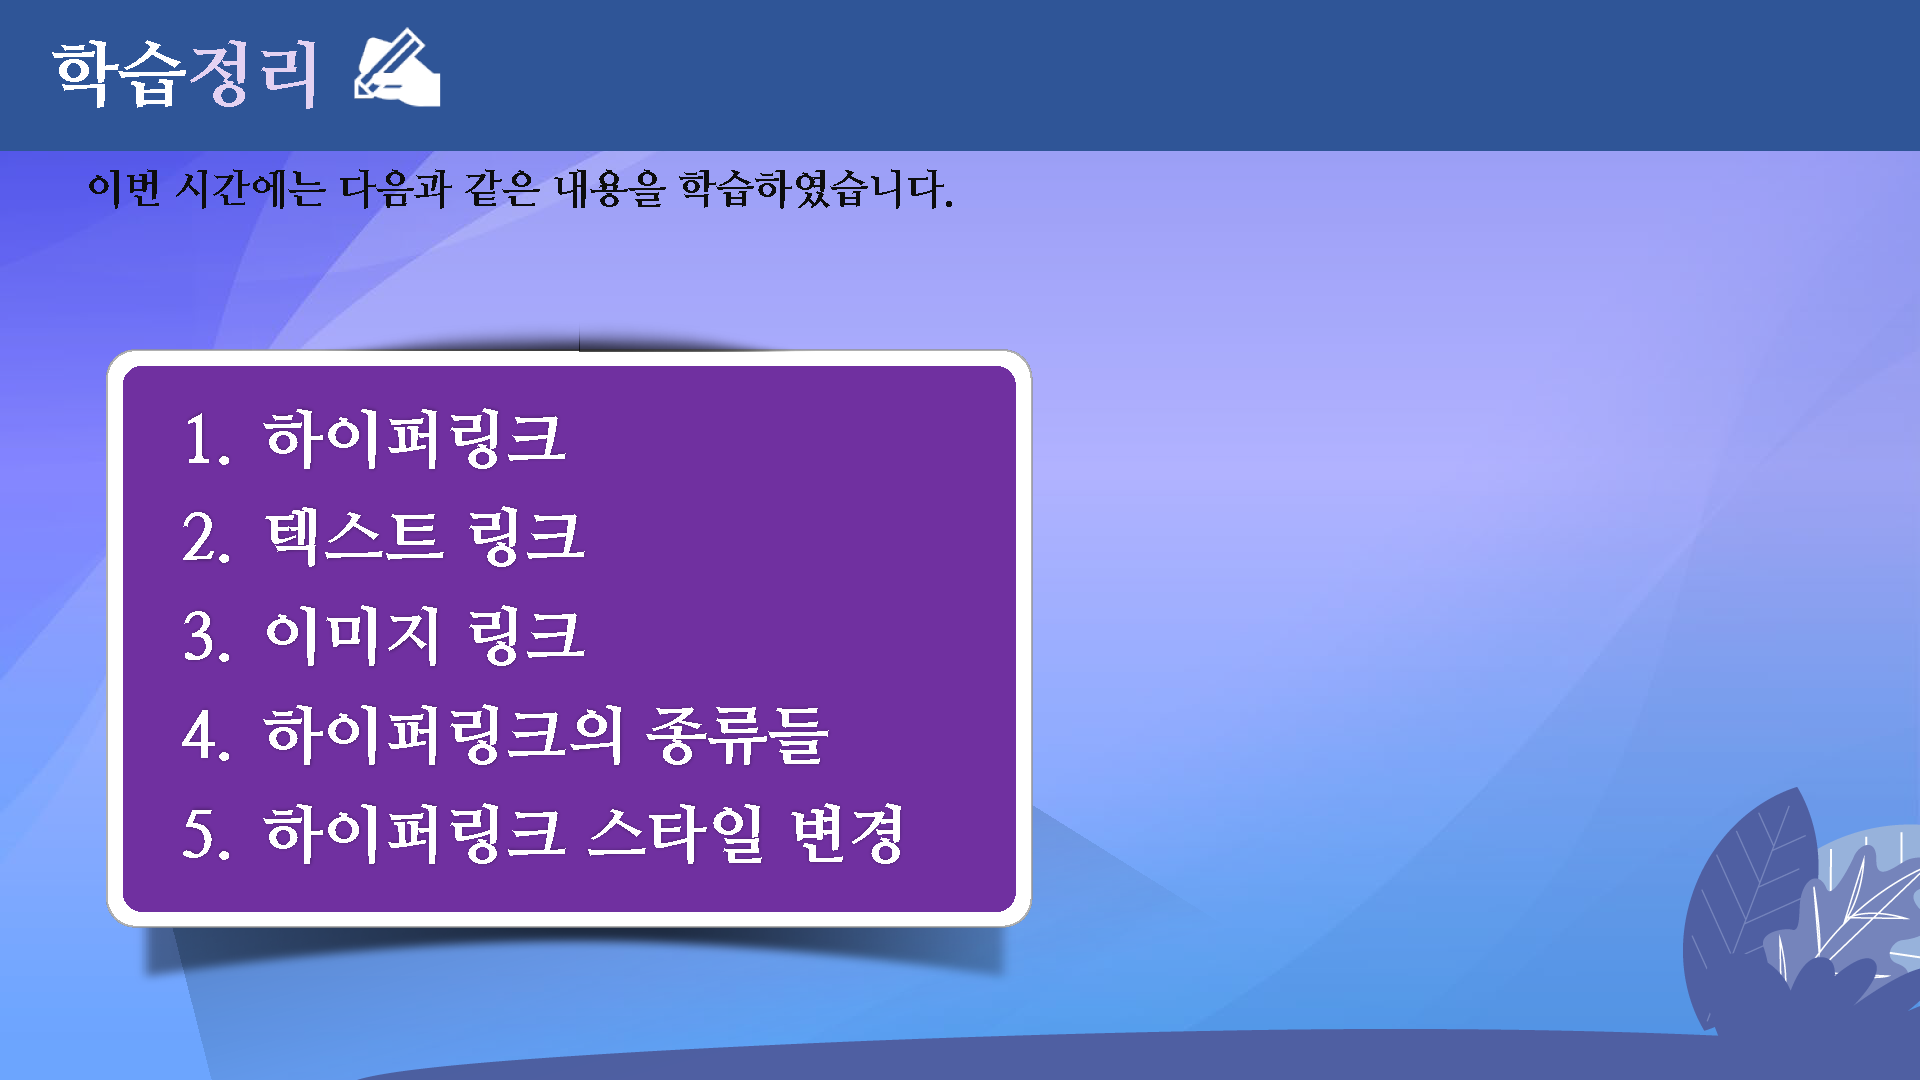 학습정리
이번 시간에는 다음과 같은 내용을 학습하였습니다.
1. 하이퍼링크
2. 텍스트 링크
3. 이미지 링크
4. 하이퍼링크의 종류들
5. 하이퍼링크 스타일 변경